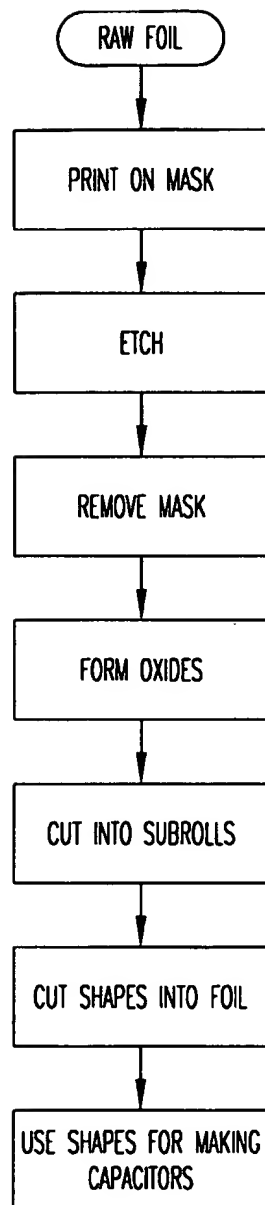 RAW FOIL
PRINT ON MASK
ETCH
REMOVE MASK
FORM OXIDES
CUT INTO SUBROLLS
CUT SHAPES INTO FOIL
USE SHAPES FOR MAKING
CAPACITORS